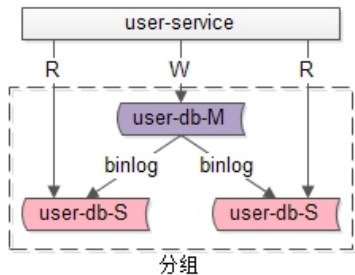 user-service
R W R
user-db-M
binlog binlog
user-db-S user-db-S
分组